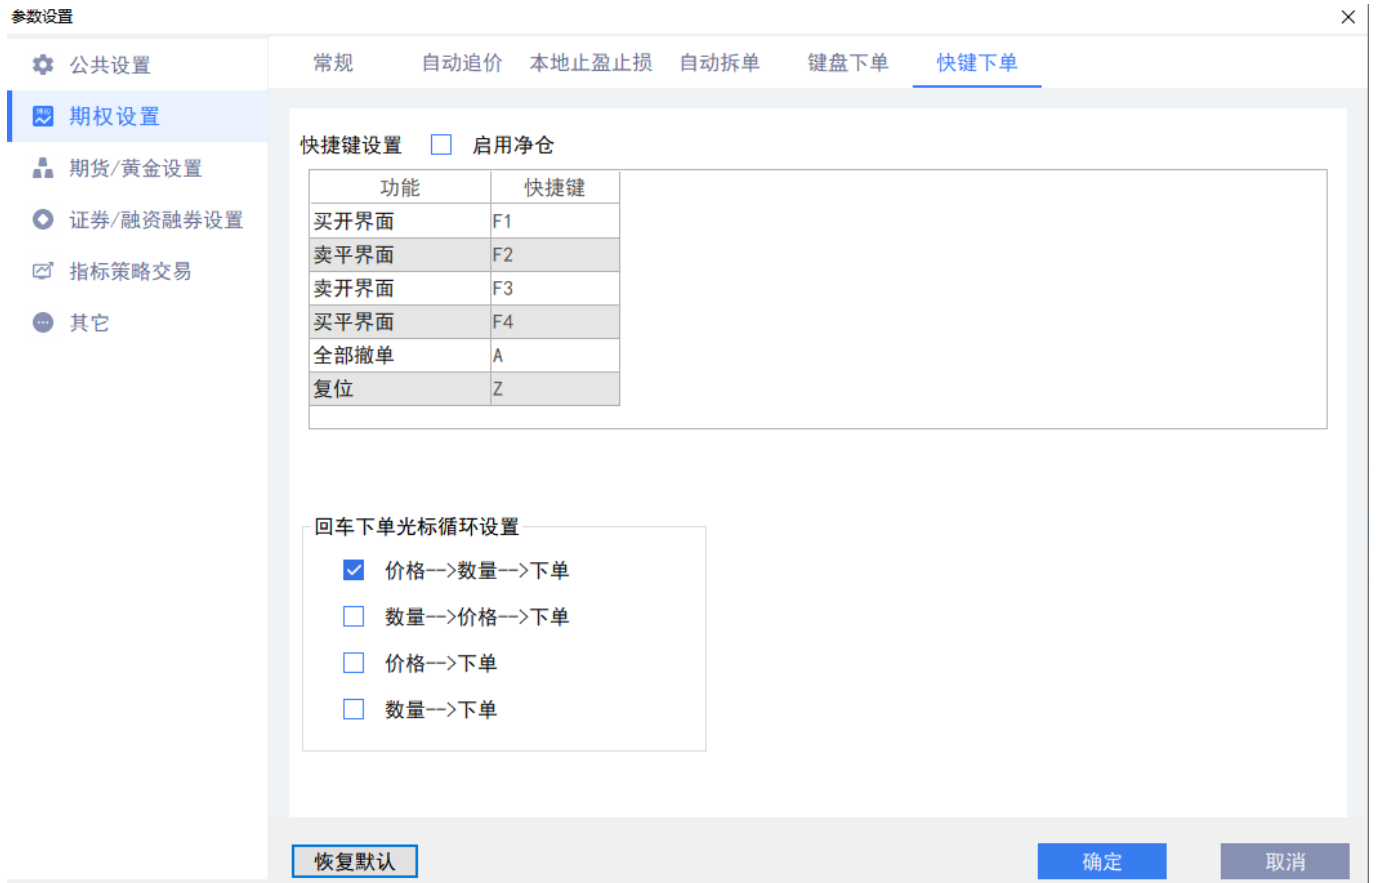 参数设置
公共设置
期权设置
期货/黄金设置
证券/融资融券设置
指标策略交易
其它
常规 自动追价 本地止盈止损 自动拆单 键盘下单 快键下单
快捷键设置 启用净仓
功能 快捷键
买开界面 F1
卖平界面 F2
卖开界面 F3
买平界面 F4
全部撤单 A
复位 Z
回车下单光标循环设置
价格-->数量-->下单
数量-->价格-->下单
价格-->下单
数量-->下单
恢复默认 确定 取消